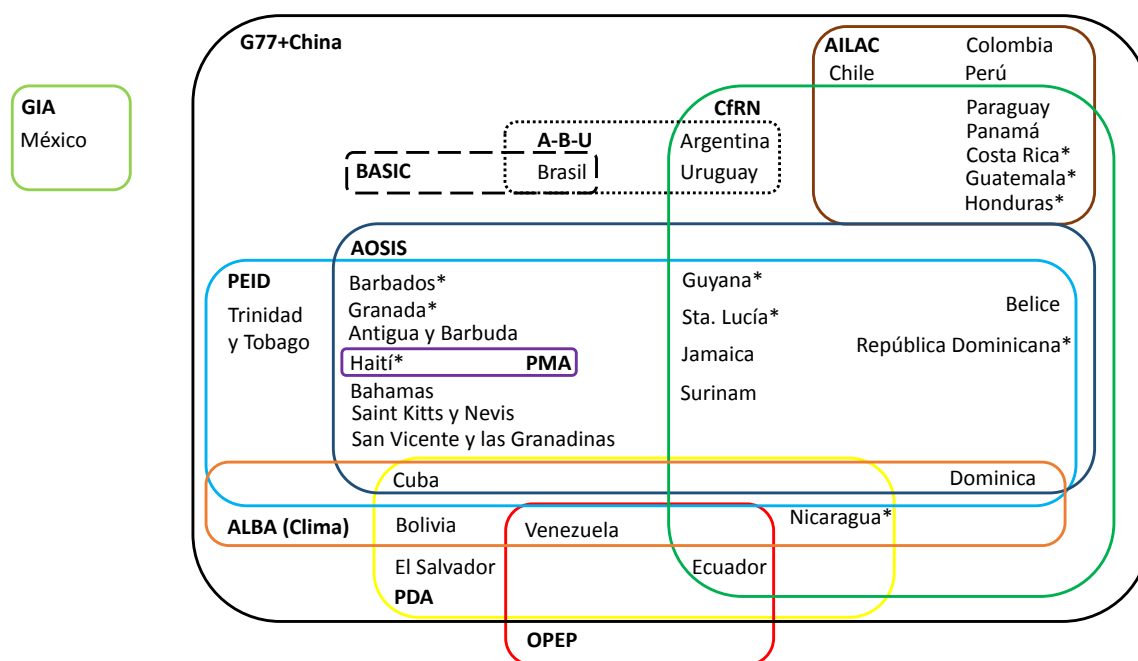 G77+China
AILAC
Colombia
Chile
Perú
GIA
México
CfRN
Paraguay
Panamá
Costa Rica*
Guatemala*
Honduras*
A-B-U
Argentina
BASIC
Brasil
Uruguay
AOSIS
PEID
Trinidad
y Tobago
Barbados*
Granada*
Antigua y Barbuda
Haití*
PMA
Bahamas
Saint Kitts y Nevis
San Vicente y las Granadinas
Guyana*
Sta. Lucía*
Jamaica
Surinam
Belice
República Dominicana*
Cuba
Dominica
ALBA (Clima)
Bolivia
Venezuela
Nicaragua*
El Salvador
Ecuador
PDA
OPEP